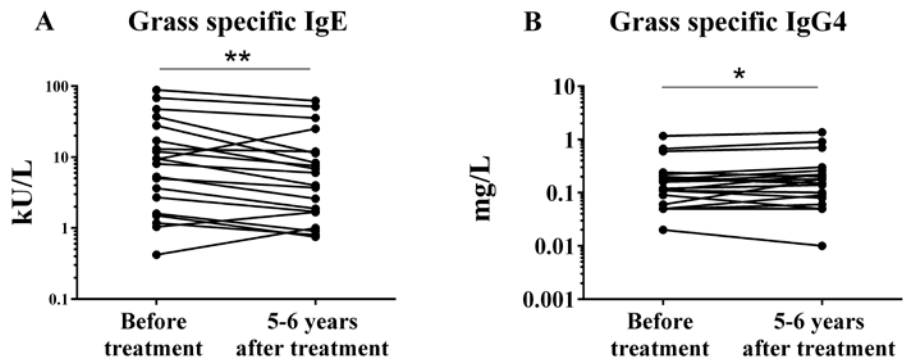 A Grass specific IgE
**
kU/L
100
10
1
0.1
Before treatment
5-6 years after treatment
B Grass specific IgG4
*
mg/L
10
1
0.1
0.01
0.001
Before treatment
5-6 years after treatment